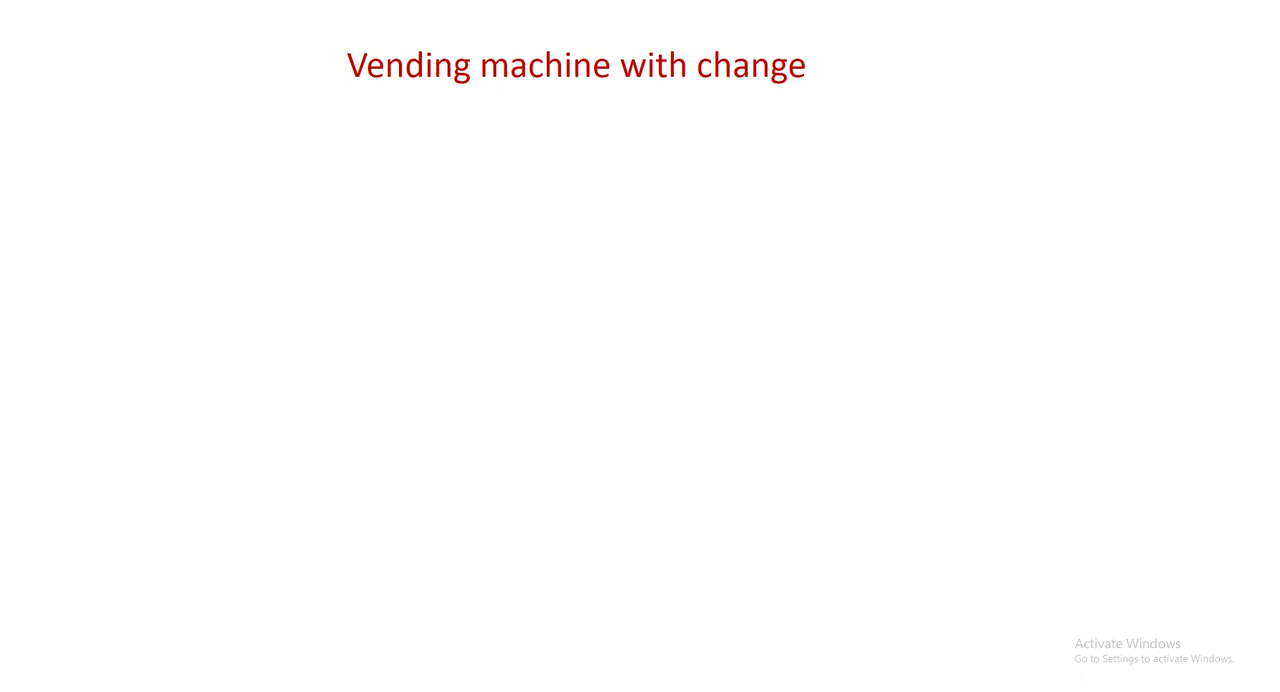 Vending machine with change
Activate Windows
Go to Settings to activate Windows.